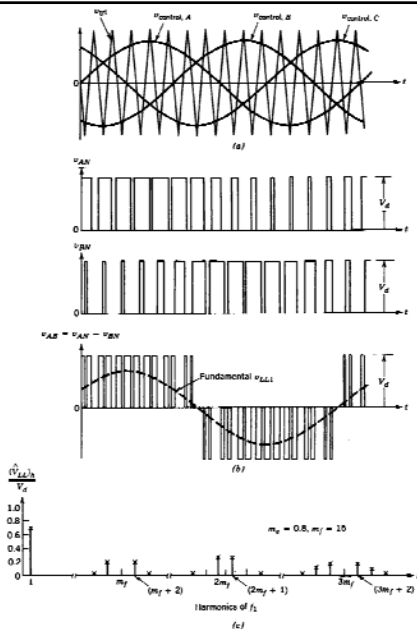 v_tri v_control, A v_control, B v_control, C
0 t
(a)
v_AN
V_d
0 t
v_BN
V_d
0 t
v_AB = v_AN − v_BN
Fundamental v_LL1
V_d
0 t
(b)
(V̂_LL)_h
V_d
1.0
0.8
0.6
0.4
0.2
0
m_a = 0.8, m_f = 15
1 m_f 2m_f 3m_f
(m_f + 2) (2m_f + 1) (3m_f + 2)
Harmonics of f_1
(c)